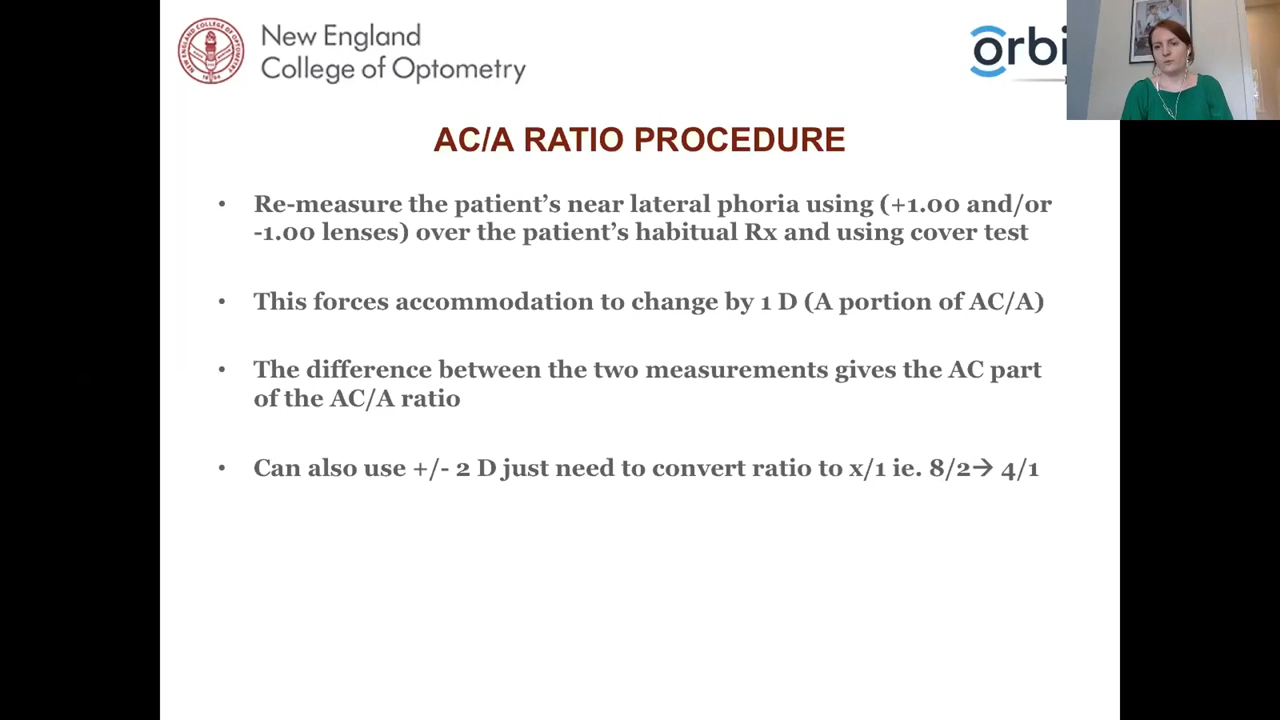 New England
College of Optometry
AC/A RATIO PROCEDURE
• Re-measure the patient’s near lateral phoria using (+1.00 and/or
-1.00 lenses) over the patient’s habitual Rx and using cover test
• This forces accommodation to change by 1 D (A portion of AC/A)
• The difference between the two measurements gives the AC part
of the AC/A ratio
• Can also use +/- 2 D just need to convert ratio to x/1 ie. 8/2→ 4/1